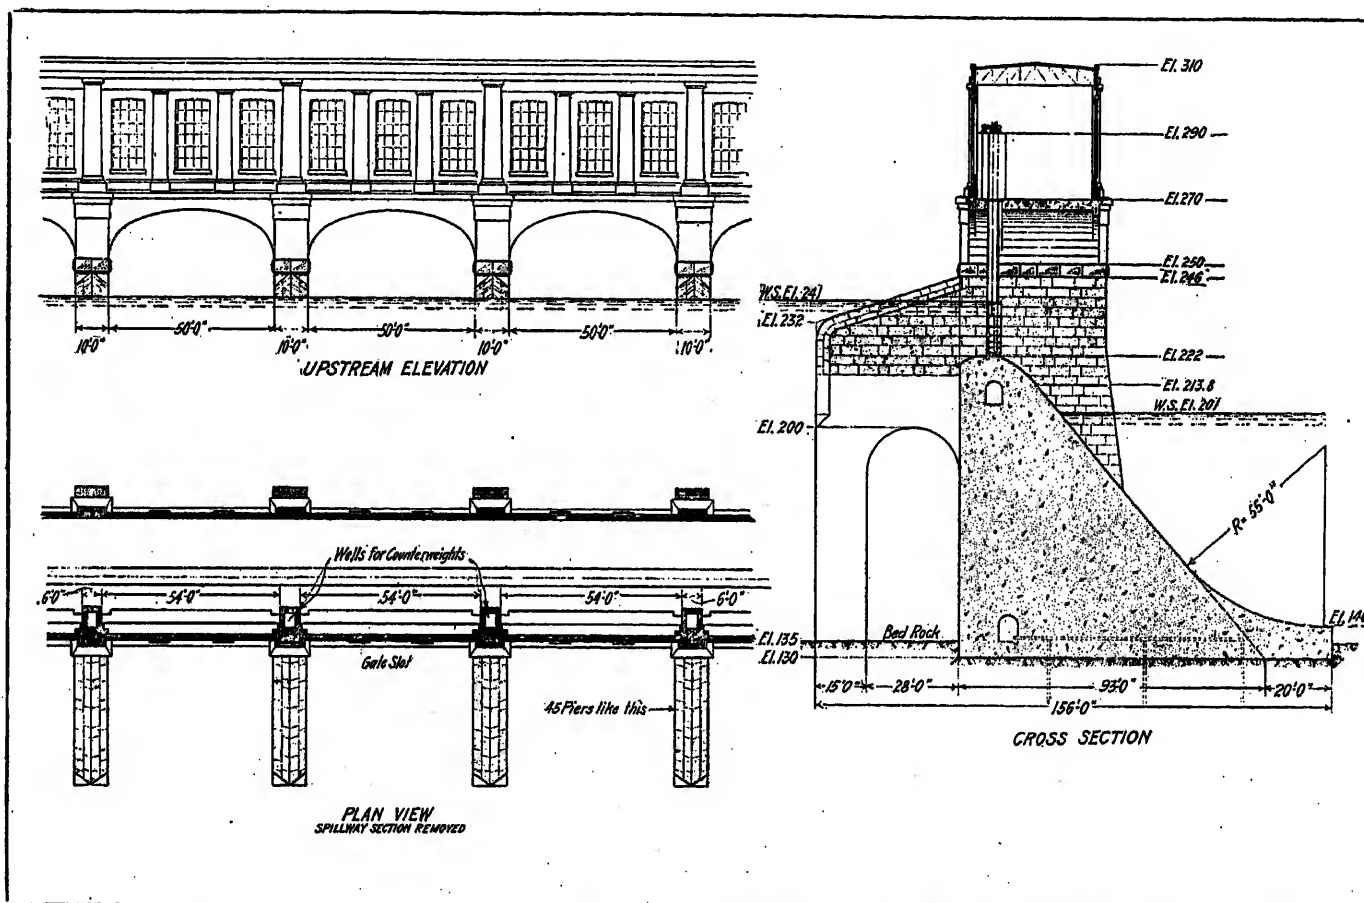 10'-0"
50'-0"
10'-0"
50'-0"
10'-0"
50'-0"
10'-0"
UPSTREAM ELEVATION
Wells for Counterweights
6'-0"
54'-0"
54'-0"
54'-0"
6'-0"
Gate Slot
45 Piers like this
PLAN VIEW
SPILLWAY SECTION REMOVED
El. 310
El. 290
El. 270
El. 250
El. 246
W.S. El. 241
El. 232
El. 222
El. 213.8
W.S. El. 207
El. 200
R = 55'-0"
El. 135
Bed Rock
El. 130
15'-0"
28'-0"
93'-0"
20'-0"
156'-0"
CROSS SECTION